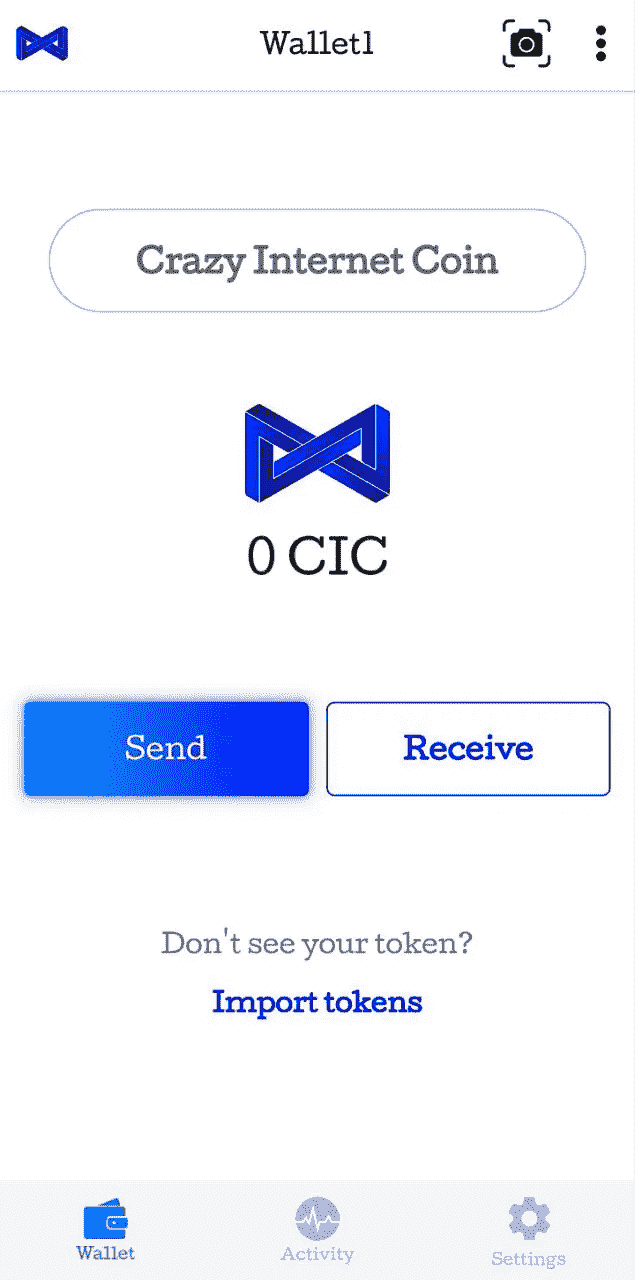 Wallet1
Crazy Internet Coin
0 CIC
Send
Receive
Don't see your token?
Import tokens
Wallet
Activity
Settings